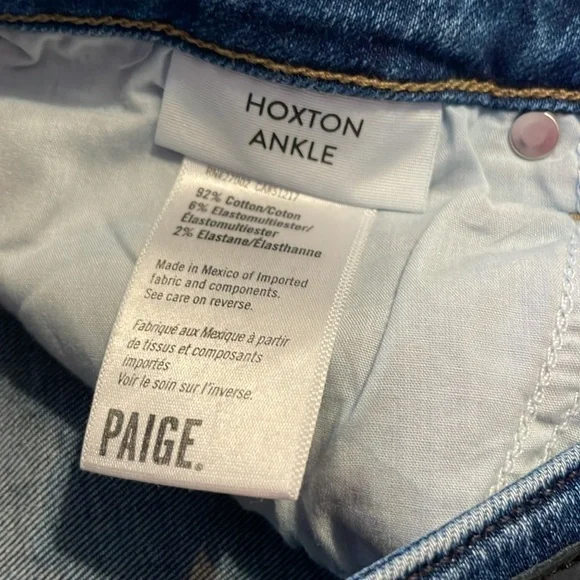 HOXTON
ANKLE
92% Cotton/Coton
6% Elastomultiester/
Élastomultiester
2% Elastane/Élasthanne
Made in Mexico of Imported
fabric and components.
See care on reverse.
Fabriqué aux Mexique à partir
de tissus et composants
importés
Voir le soin sur l'inverse.
PAIGE.